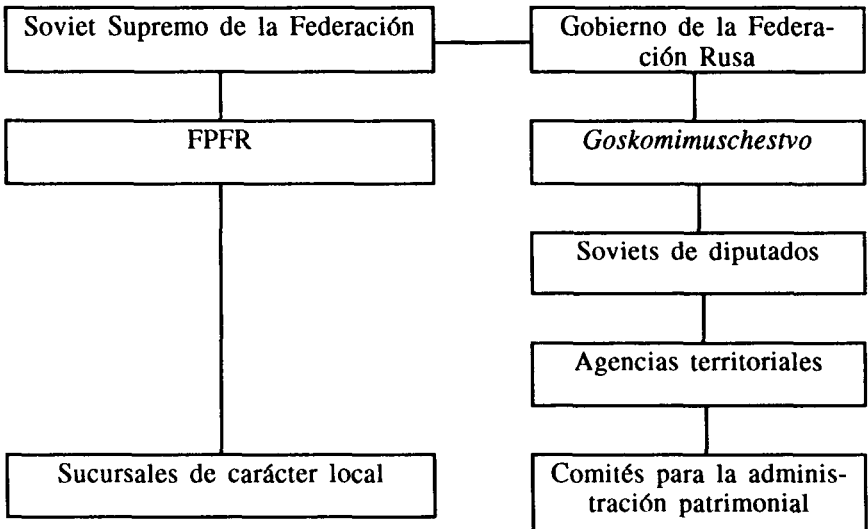 Soviet Supremo de la Federación
Gobierno de la Federa-
ción Rusa
FPFR
Goskomimuschestvo
Soviets de diputados
Agencias territoriales
Sucursales de carácter local
Comités para la adminis-
tración patrimonial